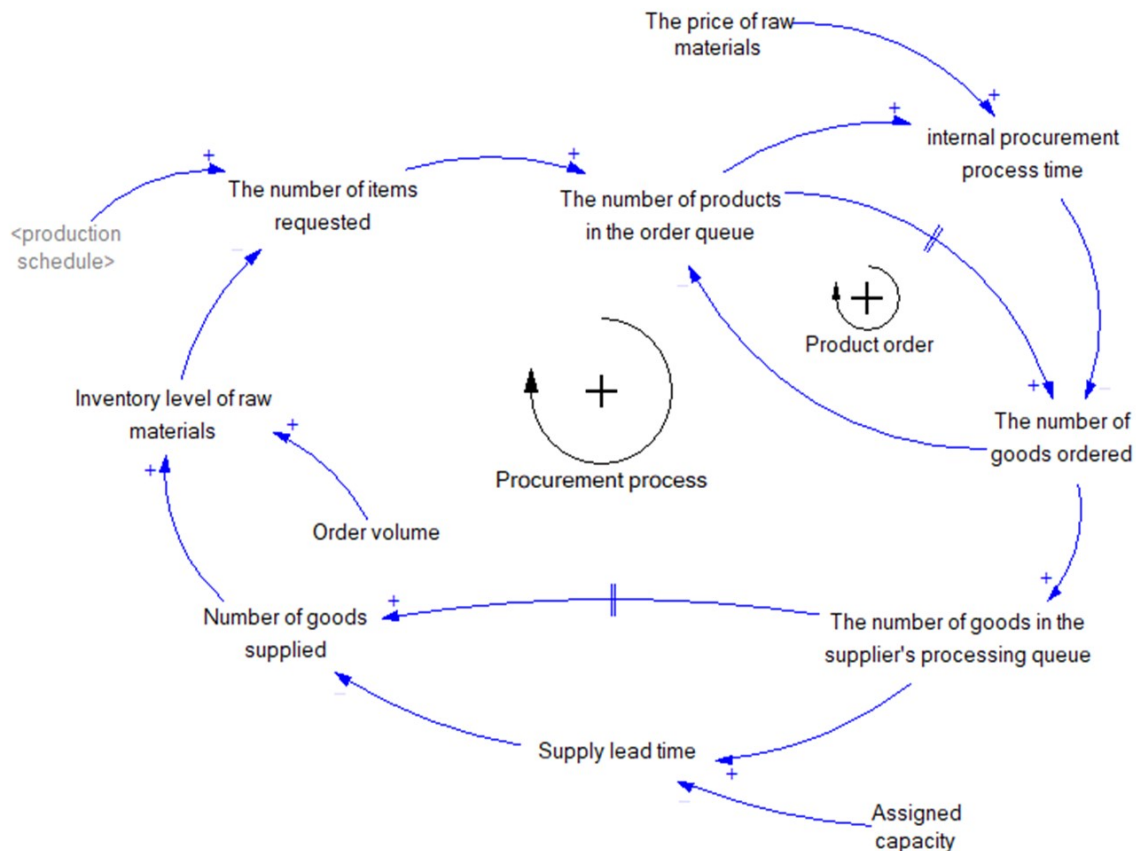 The price of raw
materials
internal procurement
process time
The number of items
requested
The number of products
in the order queue
<production
schedule>
Product order
Inventory level of raw
materials
The number of
goods ordered
Procurement process
Order volume
Number of goods
supplied
The number of goods in the
supplier's processing queue
Supply lead time
Assigned
capacity